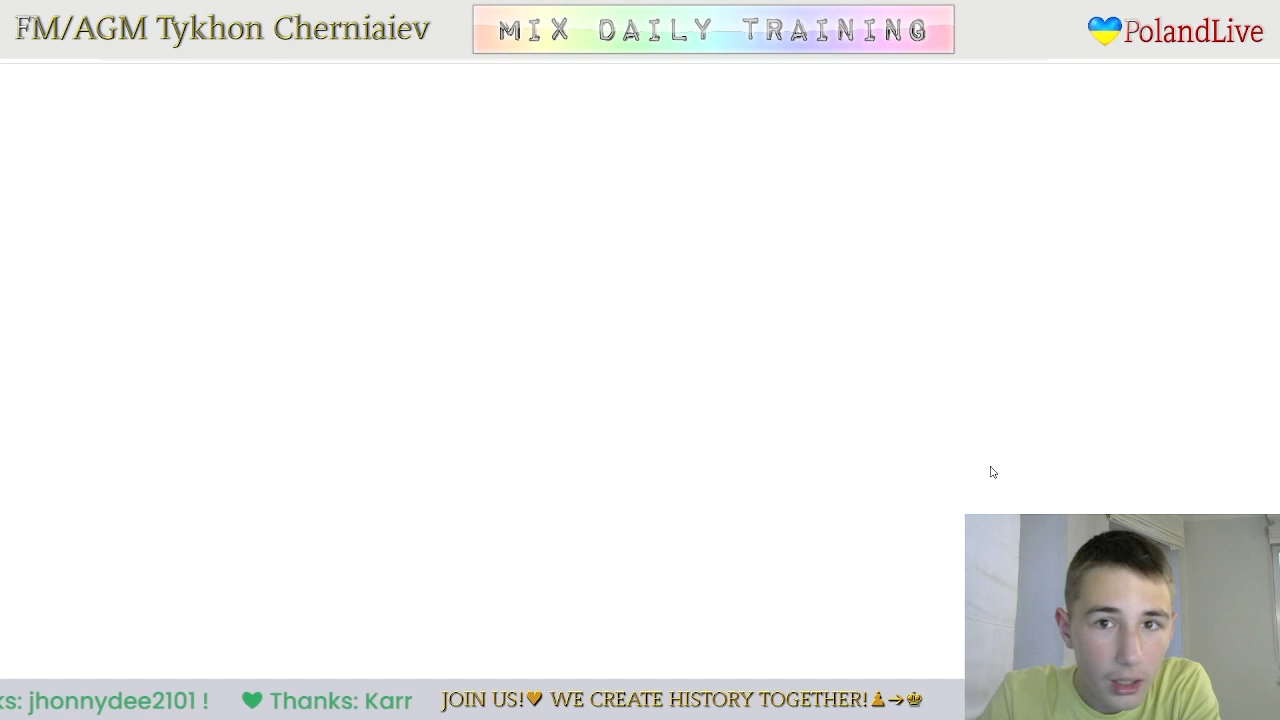 FM/AGM Tykhon Cherniaiev
MIX DAILY TRAINING
💙PolandLive
ks: jhonnydee2101 !
💚 Thanks: Karr
JOIN US!🧡 WE CREATE HISTORY TOGETHER!♟→♚